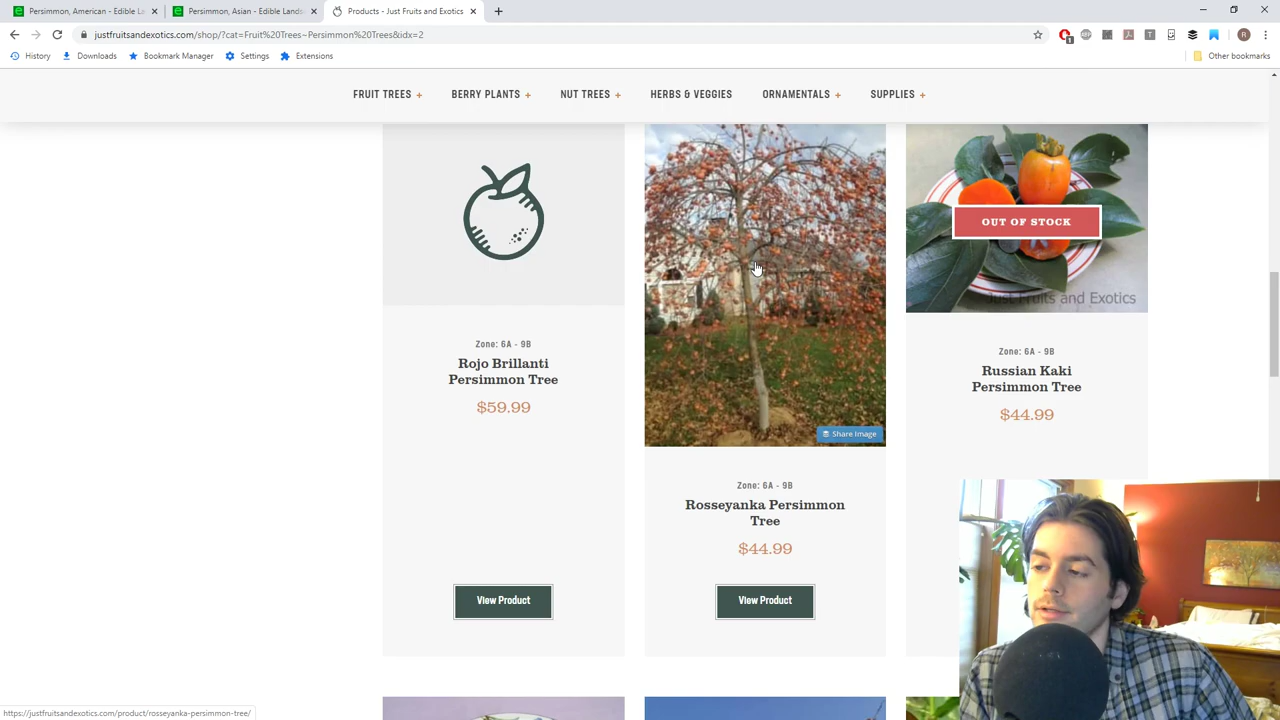 Persimmon, American - Edible La
Persimmon, Asian - Edible Lands
Products - Just Fruits and Exotics
justfruitsandexotics.com/shop/?cat=Fruit%20Trees~Persimmon%20Trees&idx=2
1
R
History
Downloads
Bookmark Manager
Settings
Extensions
Other bookmarks
FRUIT TREES +
BERRY PLANTS +
NUT TREES +
HERBS & VEGGIES
ORNAMENTALS +
SUPPLIES +
Zone: 6A - 9B
Rojo Brillanti
Persimmon Tree
$59.99
View Product
Share Image
Zone: 6A - 9B
Rosseyanka Persimmon
Tree
$44.99
View Product
OUT OF STOCK
Just Fruits and Exotics
Zone: 6A - 9B
Russian Kaki
Persimmon Tree
$44.99
https://justfruitsandexotics.com/product/rosseyanka-persimmon-tree/